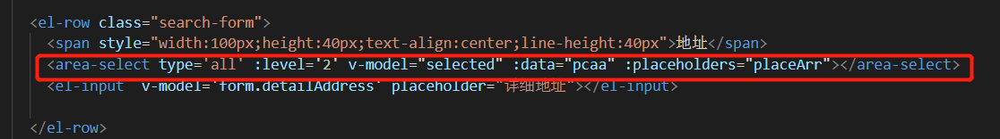 <el-row class="search-form">
<span style="width:100px;height:40px;text-align:center;line-height:40px">地址</span>
<area-select type='all' :level='2' v-model="selected" :data="pcaa" :placeholders="placeArr"></area-select>
<el-input  v-model='form.detailAddress' placeholder="详细地址"></el-input>
</el-row>